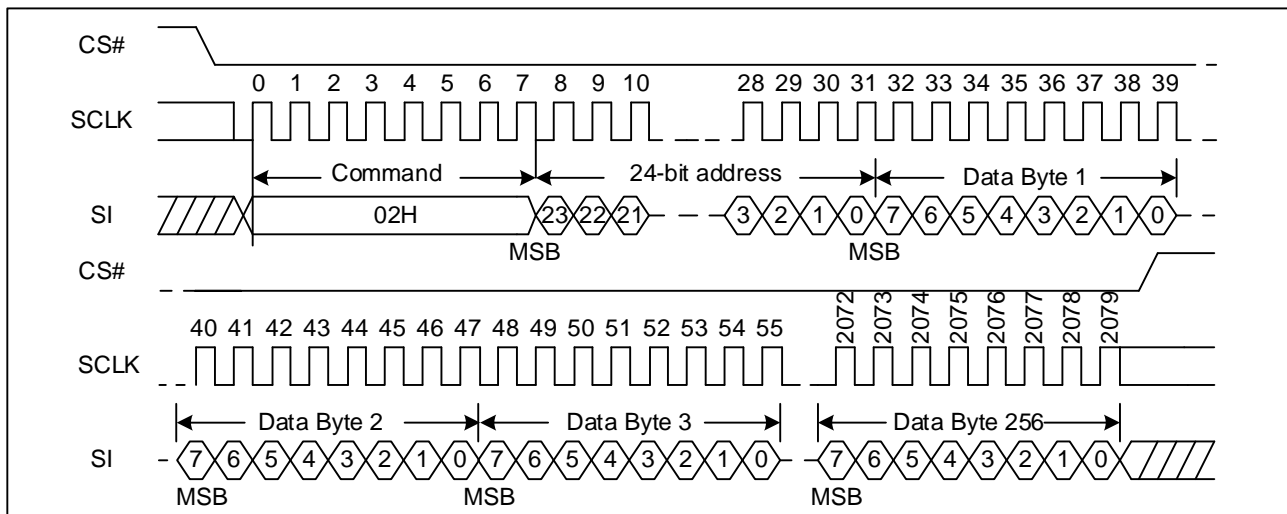 CS#
0 1 2 3 4 5 6 7 8 9 10 28 29 30 31 32 33 34 35 36 37 38 39
SCLK
Command 24-bit address Data Byte 1
SI 02H 23 22 21 3 2 1 0 7 6 5 4 3 2 1 0
MSB MSB
CS#
40 41 42 43 44 45 46 47 48 49 50 51 52 53 54 55 2072 2073 2074 2075 2076 2077 2078 2079
SCLK
Data Byte 2 Data Byte 3 Data Byte 256
SI 7 6 5 4 3 2 1 0 7 6 5 4 3 2 1 0 7 6 5 4 3 2 1 0
MSB MSB MSB